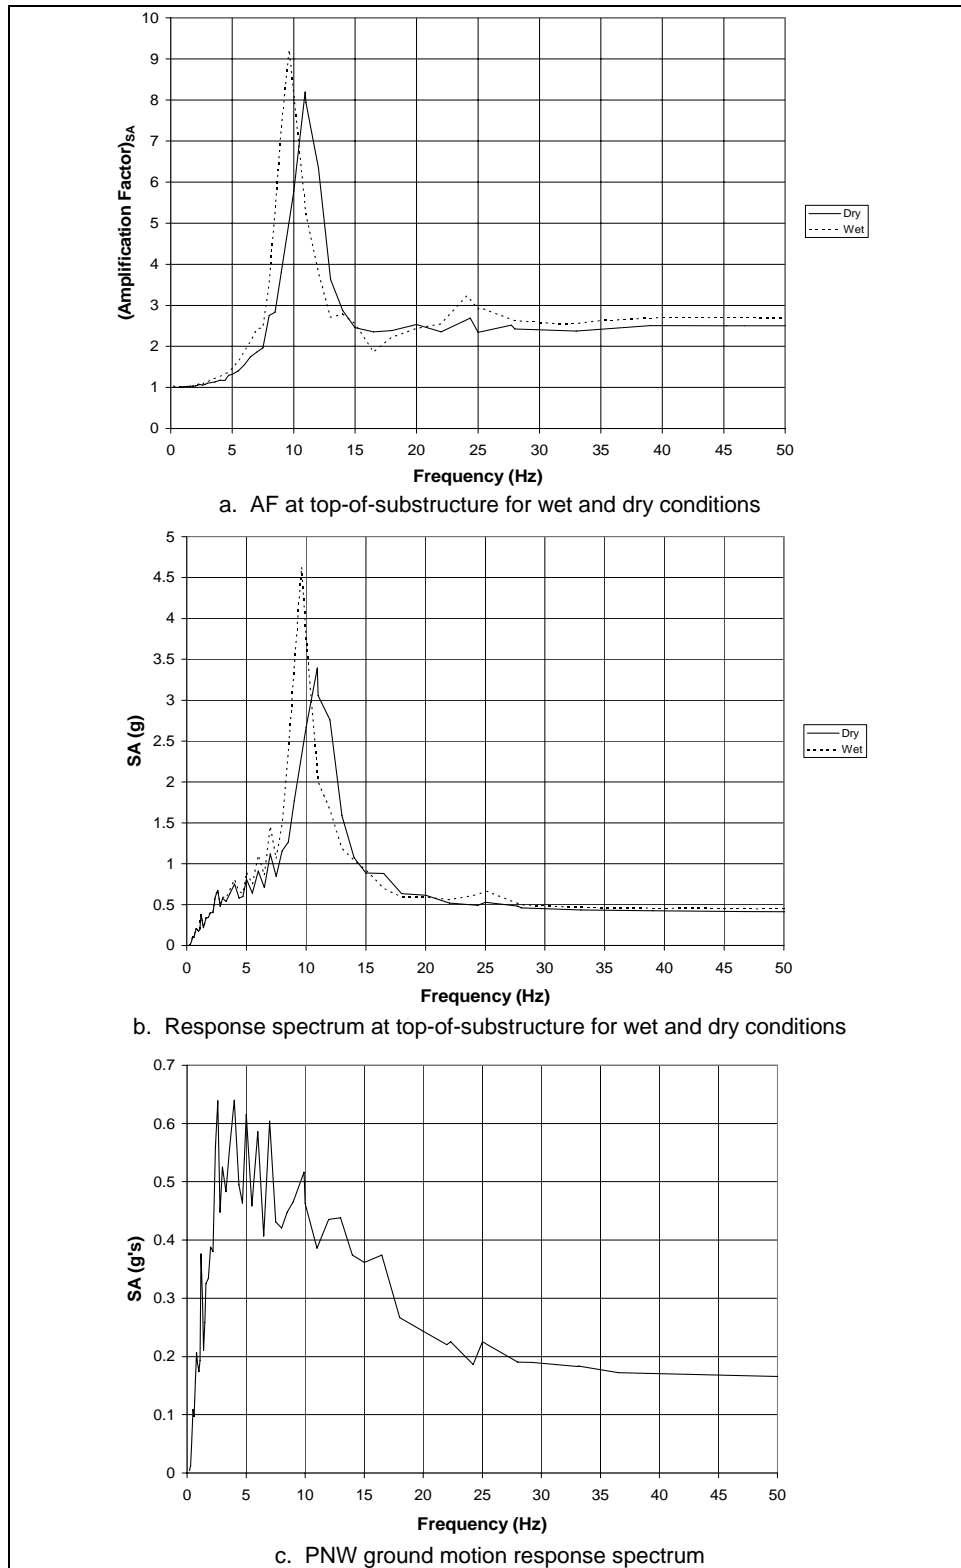 10
9
8
7
6
5
4
3
2
1
0
(Amplification Factor)SA
0 5 10 15 20 25 30 35 40 45 50
Frequency (Hz)
Dry
Wet
a. AF at top-of-substructure for wet and dry conditions
5
4.5
4
3.5
3
2.5
2
1.5
1
0.5
0
SA (g)
0 5 10 15 20 25 30 35 40 45 50
Frequency (Hz)
Dry
Wet
b. Response spectrum at top-of-substructure for wet and dry conditions
0.7
0.6
0.5
0.4
0.3
0.2
0.1
0
SA (g's)
0 5 10 15 20 25 30 35 40 45 50
Frequency (Hz)
c. PNW ground motion response spectrum